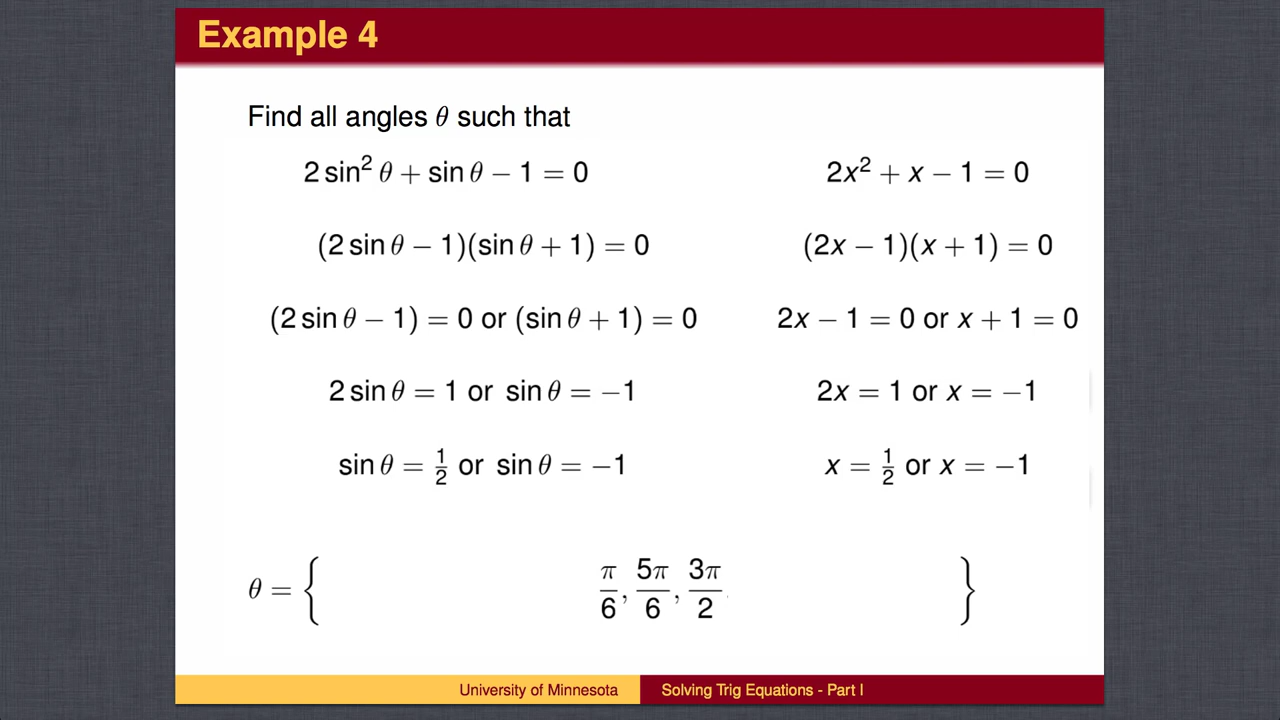 Example 4
Find all angles θ such that
2 sin² θ + sin θ − 1 = 0    2x² + x − 1 = 0
(2 sin θ − 1)(sin θ + 1) = 0    (2x − 1)(x + 1) = 0
(2 sin θ − 1) = 0 or (sin θ + 1) = 0    2x − 1 = 0 or x + 1 = 0
2 sin θ = 1 or sin θ = −1    2x = 1 or x = −1
sin θ = 1/2 or sin θ = −1    x = 1/2 or x = −1
θ = { π/6, 5π/6, 3π/2 }
University of Minnesota    Solving Trig Equations - Part I